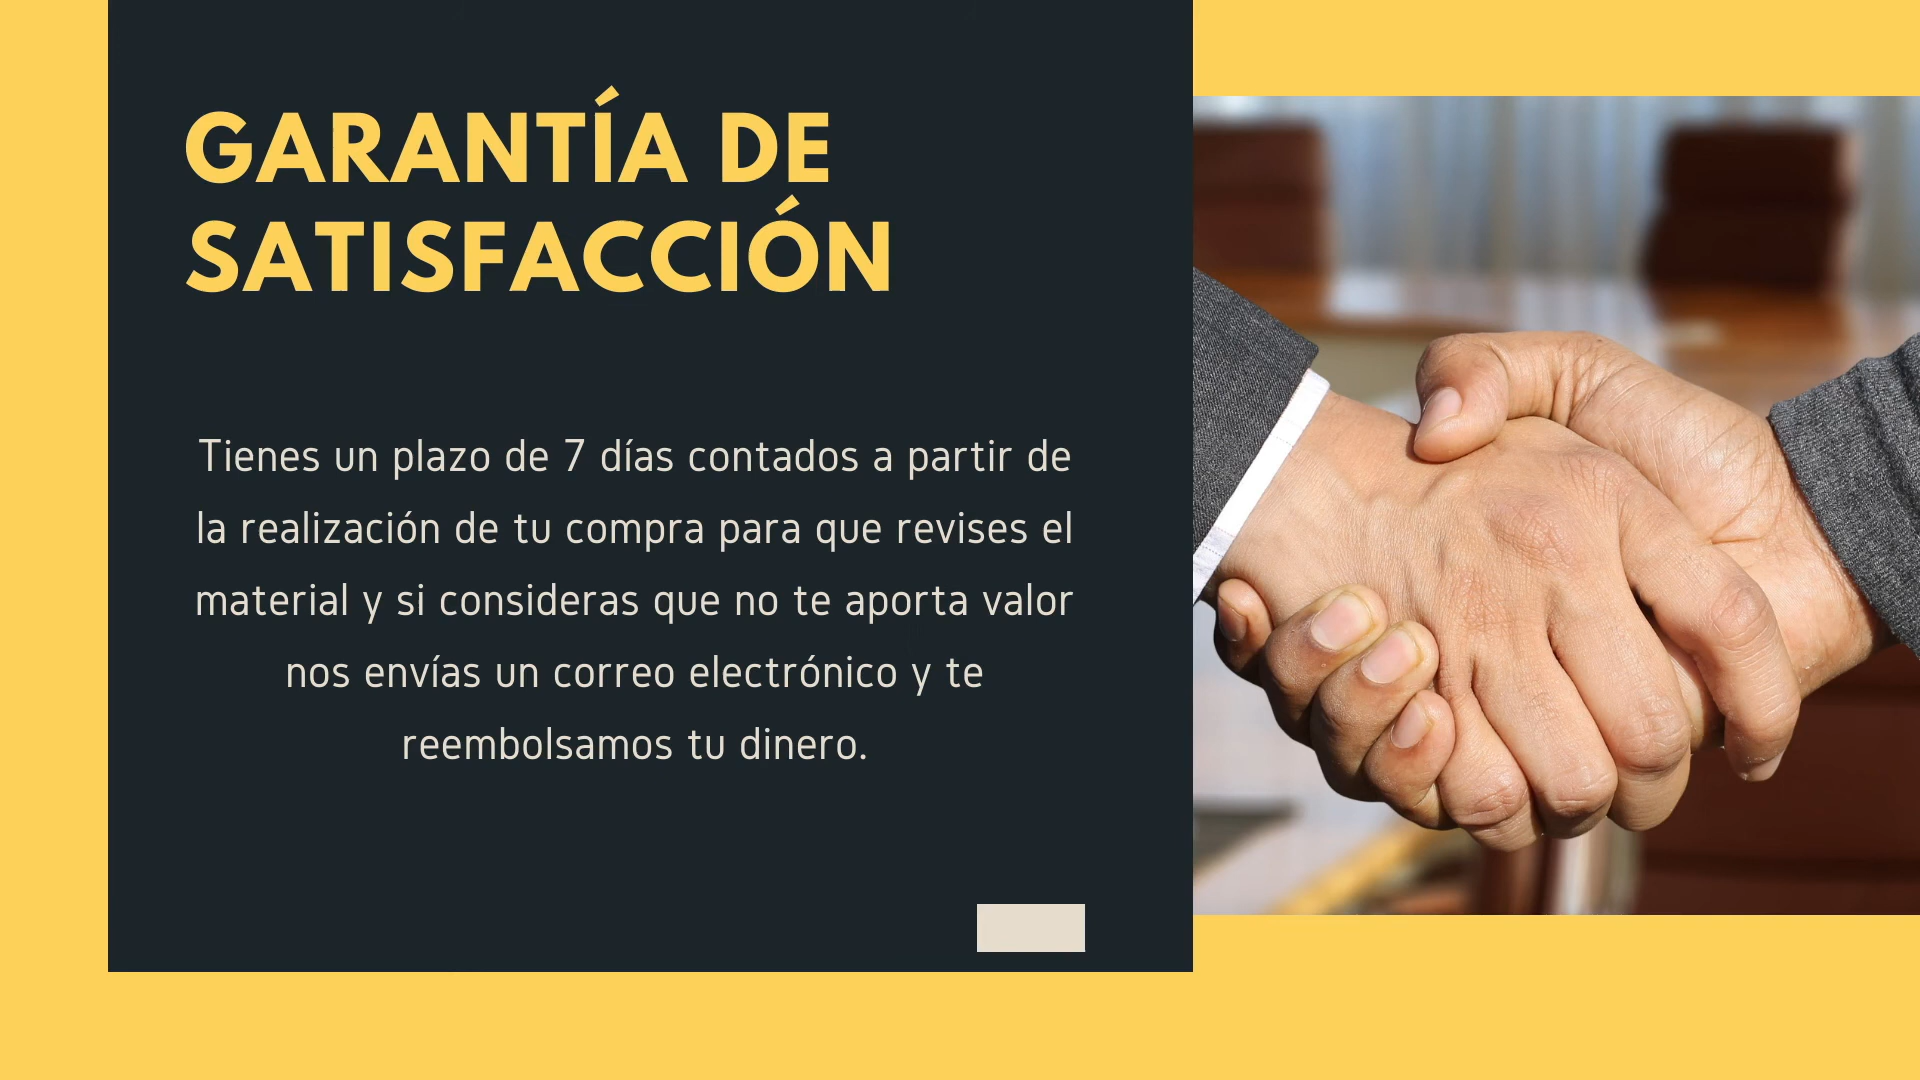 GARANTÍA DE
SATISFACCIÓN
Tienes un plazo de 7 días contados a partir de
la realización de tu compra para que revises el
material y si consideras que no te aporta valor
nos envías un correo electrónico y te
reembolsamos tu dinero.